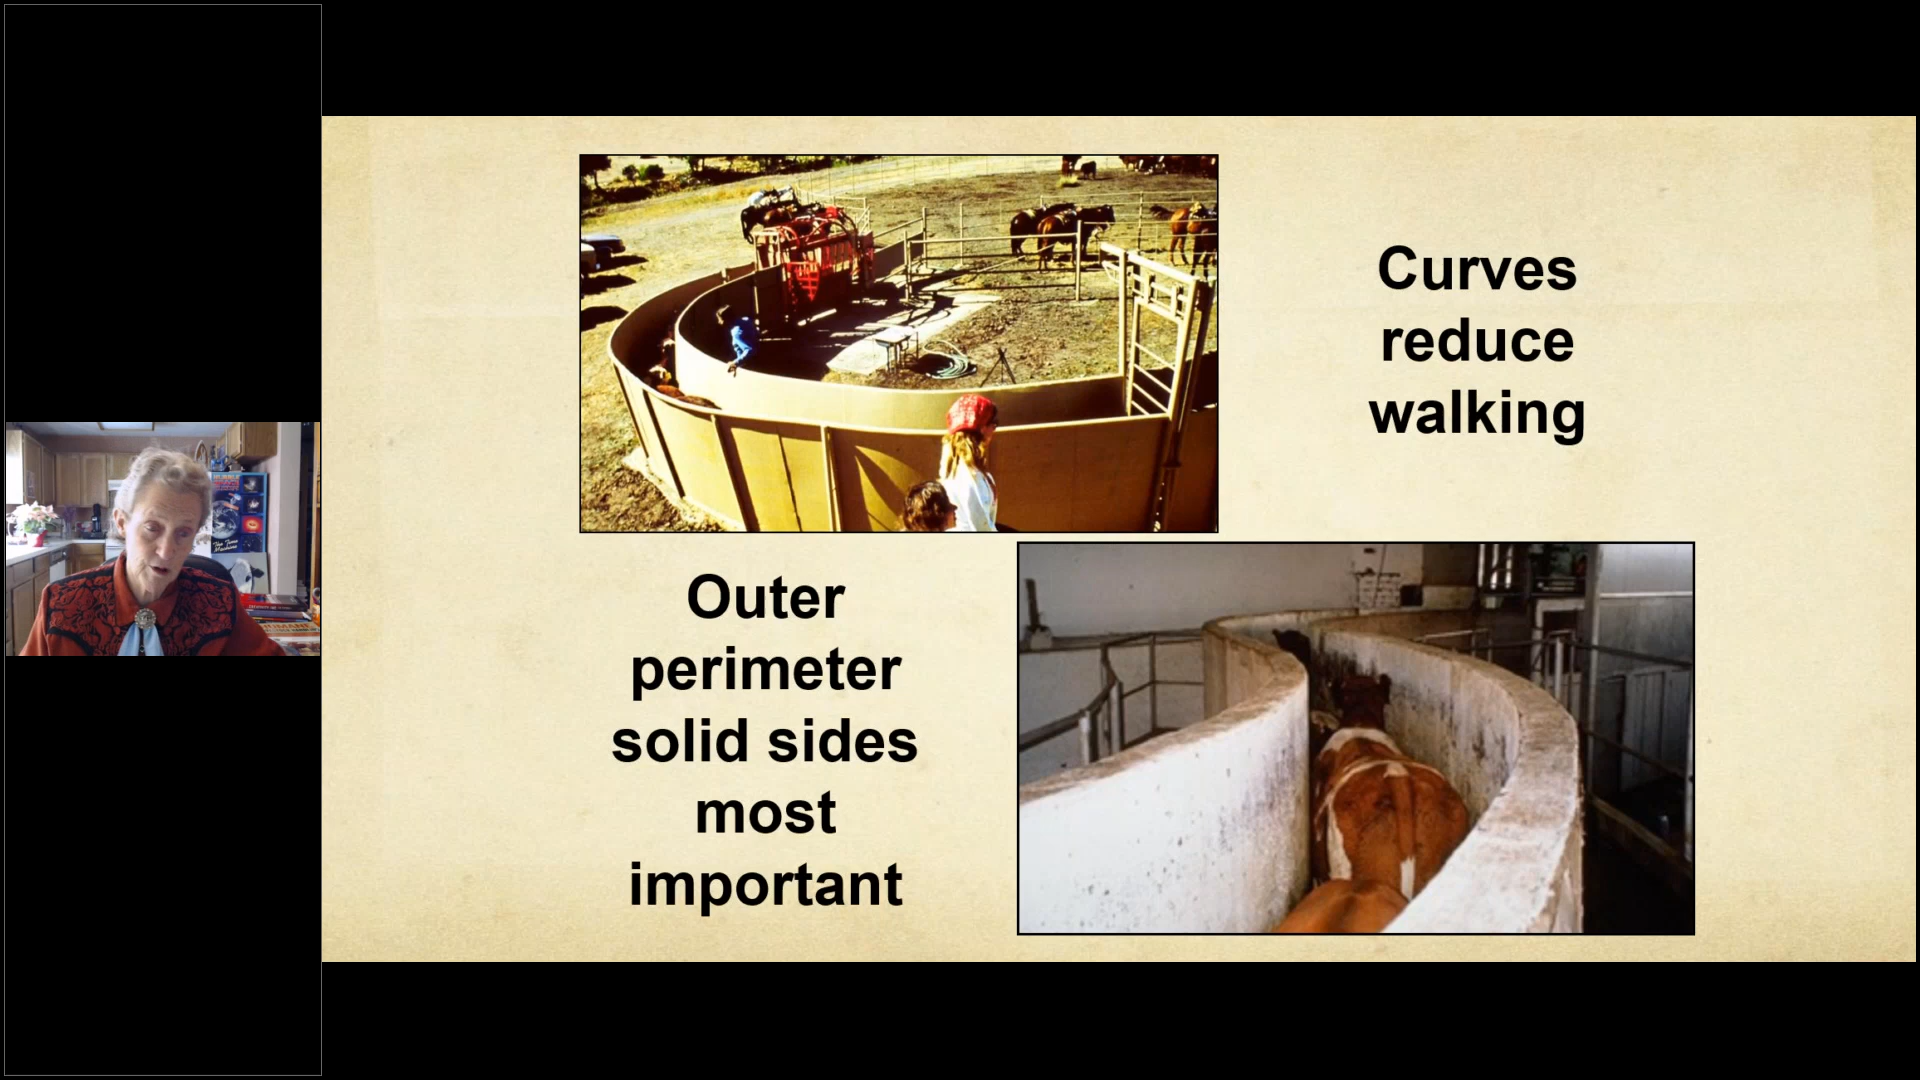 Curves
reduce
walking
Outer
perimeter
solid sides
most
important